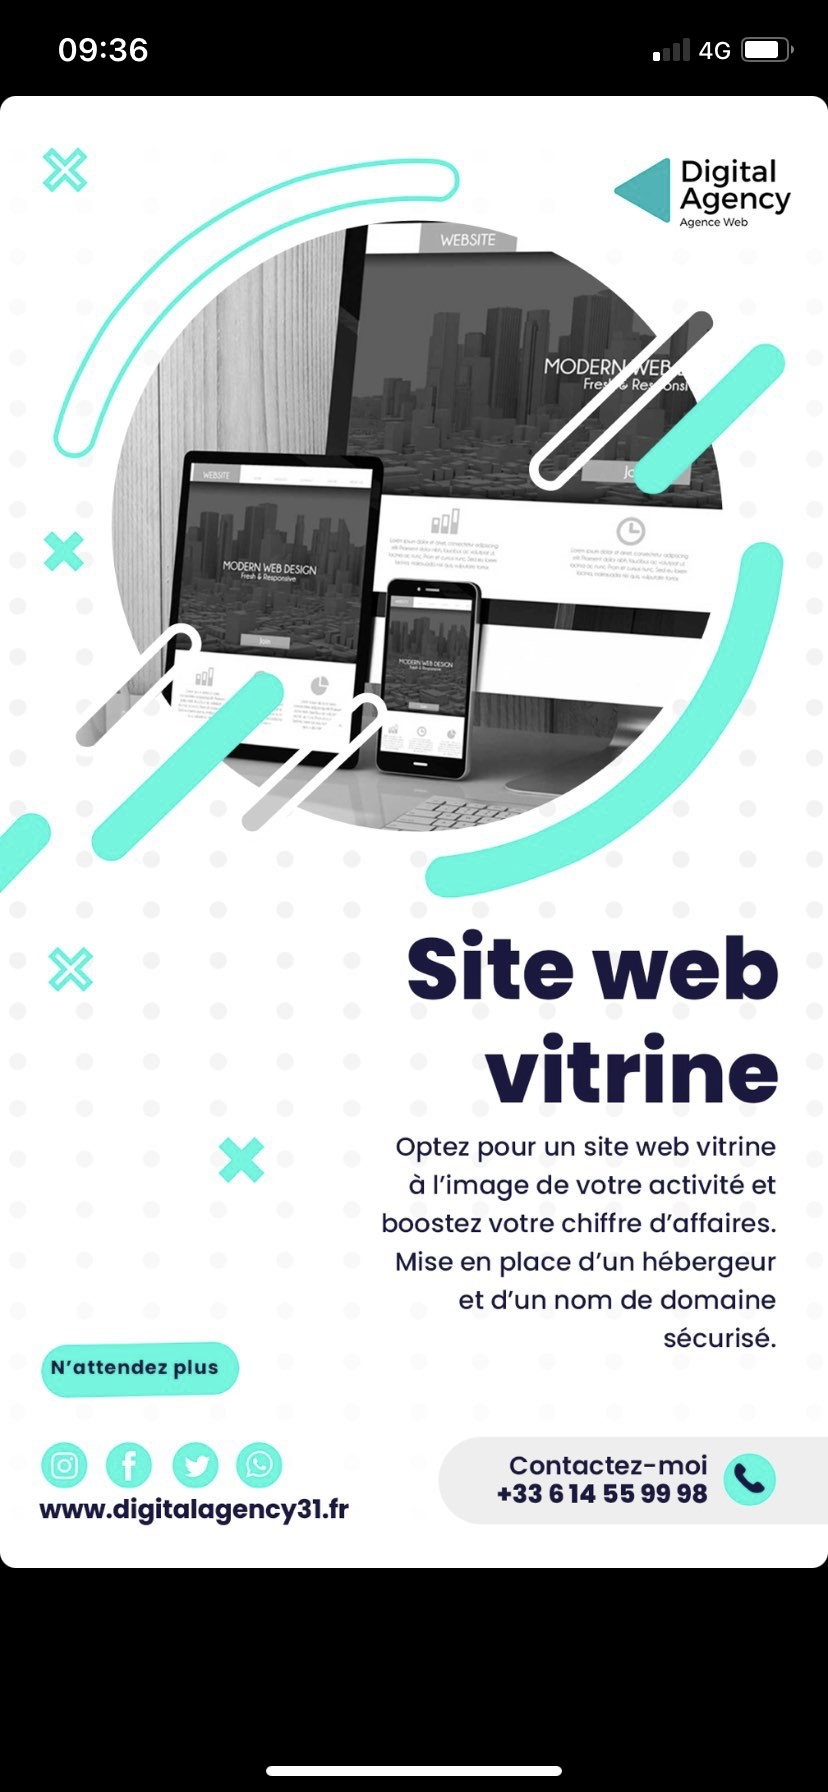 09:36
4G
Digital
Agency
Agence Web
WEBSITE
MODERN WEB
Fresh & Responsi
Jo
WEBSITE
MODERN WEB DESIGN
Fresh & Responsive
Join
MODERN WEB DESIGN
Site web
vitrine
Optez pour un site web vitrine
à l’image de votre activité et
boostez votre chiffre d’affaires.
Mise en place d’un hébergeur
et d’un nom de domaine
sécurisé.
N’attendez plus
www.digitalagency31.fr
Contactez-moi
+33 6 14 55 99 98